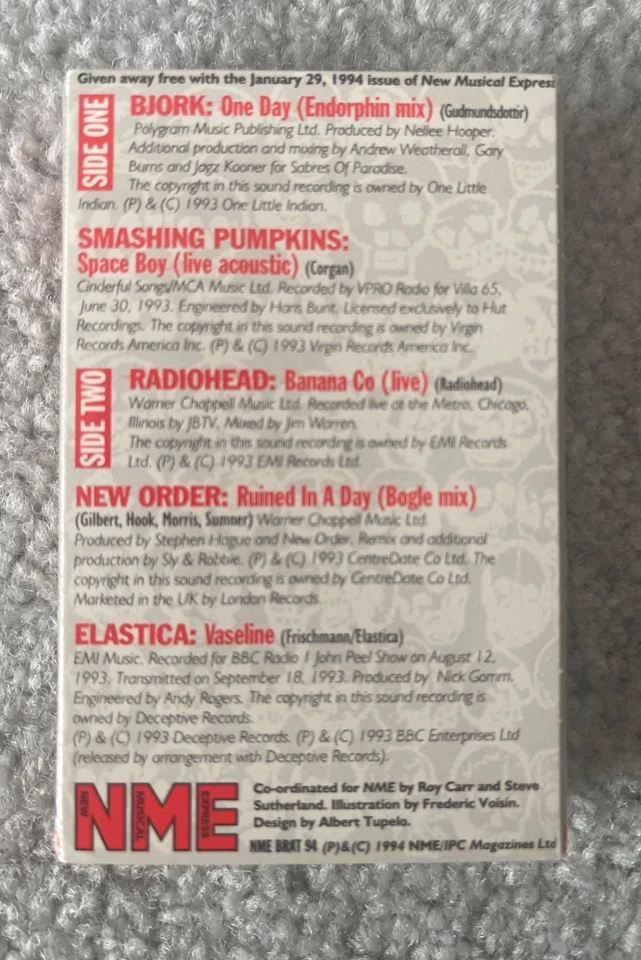 Given away free with the January 29, 1994 issue of New Musical Express
SIDE ONE
BJORK: One Day (Endorphin mix) (Gudmundsdottir)
Polygram Music Publishing Ltd. Produced by Nellee Hooper.
Additional production and mixing by Andrew Weatherall, Gary
Burns and Jagz Kooner for Sabres Of Paradise.
The copyright in this sound recording is owned by One Little
Indian. (P) & (C) 1993 One Little Indian.
SMASHING PUMPKINS:
Space Boy (live acoustic) (Corgan)
Cinderful Songs/MCA Music Ltd. Recorded by VPRO Radio for Villa 65,
June 30, 1993. Engineered by Hans Bunt. Licensed exclusively to Hut
Recordings. The copyright in this sound recording is owned by Virgin
Records America Inc. (P) & (C) 1993 Virgin Records America Inc.
SIDE TWO
RADIOHEAD: Banana Co (live) (Radiohead)
Warner Chappell Music Ltd. Recorded live at the Metro, Chicago,
Illinois by JBTV. Mixed by Jim Warren.
The copyright in this sound recording is owned by EMI Records
Ltd. (P) & (C) 1993 EMI Records Ltd.
NEW ORDER: Ruined In A Day (Bogle mix)
(Gilbert, Hook, Morris, Sumner) Warner Chappell Music Ltd.
Produced by Stephen Hague and New Order. Remix and additional
production by Sly & Robbie. (P) & (C) 1993 CentreDate Co Ltd. The
copyright in this sound recording is owned by CentreDate Co Ltd.
Marketed in the UK by London Records
ELASTICA: Vaseline (Frischmann/Elastica)
EMI Music. Recorded for BBC Radio 1 John Peel Show on August 12,
1993. Transmitted on September 18, 1993. Produced by Nick Gomm.
Engineered by Andy Rogers. The copyright in this sound recording is
owned by Deceptive Records.
(P) & (C) 1993 Deceptive Records. (P) & (C) 1993 BBC Enterprises Ltd
(released by arrangement with Deceptive Records).
NME
NEW MUSICAL EXPRESS
Co-ordinated for NME by Roy Carr and Steve
Sutherland. Illustration by Frederic Voisin.
Design by Albert Tupelo.
NME BRAT 94 (P)&(C) 1994 NME/IPC Magazines Ltd